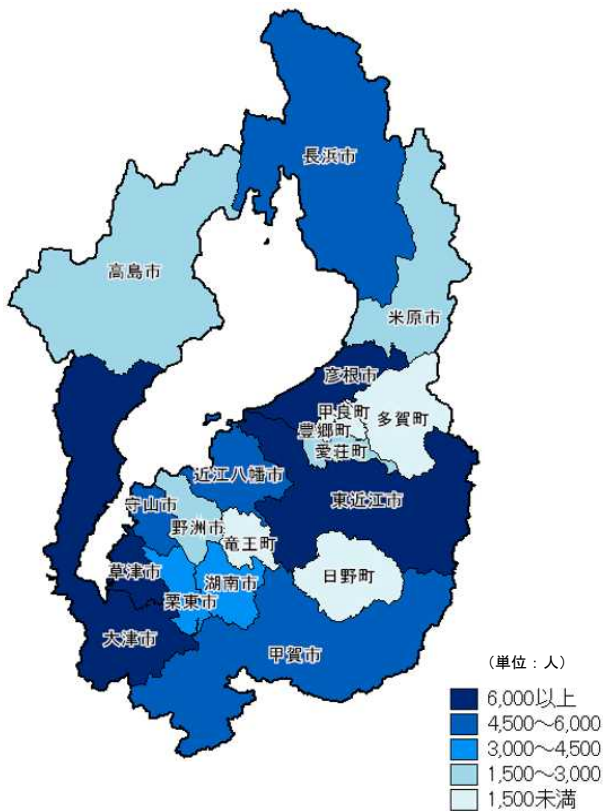 長浜市
高島市
米原市
彦根市
甲良町
多賀町
豊郷町
愛荘町
近江八幡市
東近江市
守山市
野洲市
竜王町
草津市
湖南市
日野町
栗東市
大津市
甲賀市
(単位:人)
6,000以上
4,500~6,000
3,000~4,500
1,500~3,000
1,500未満